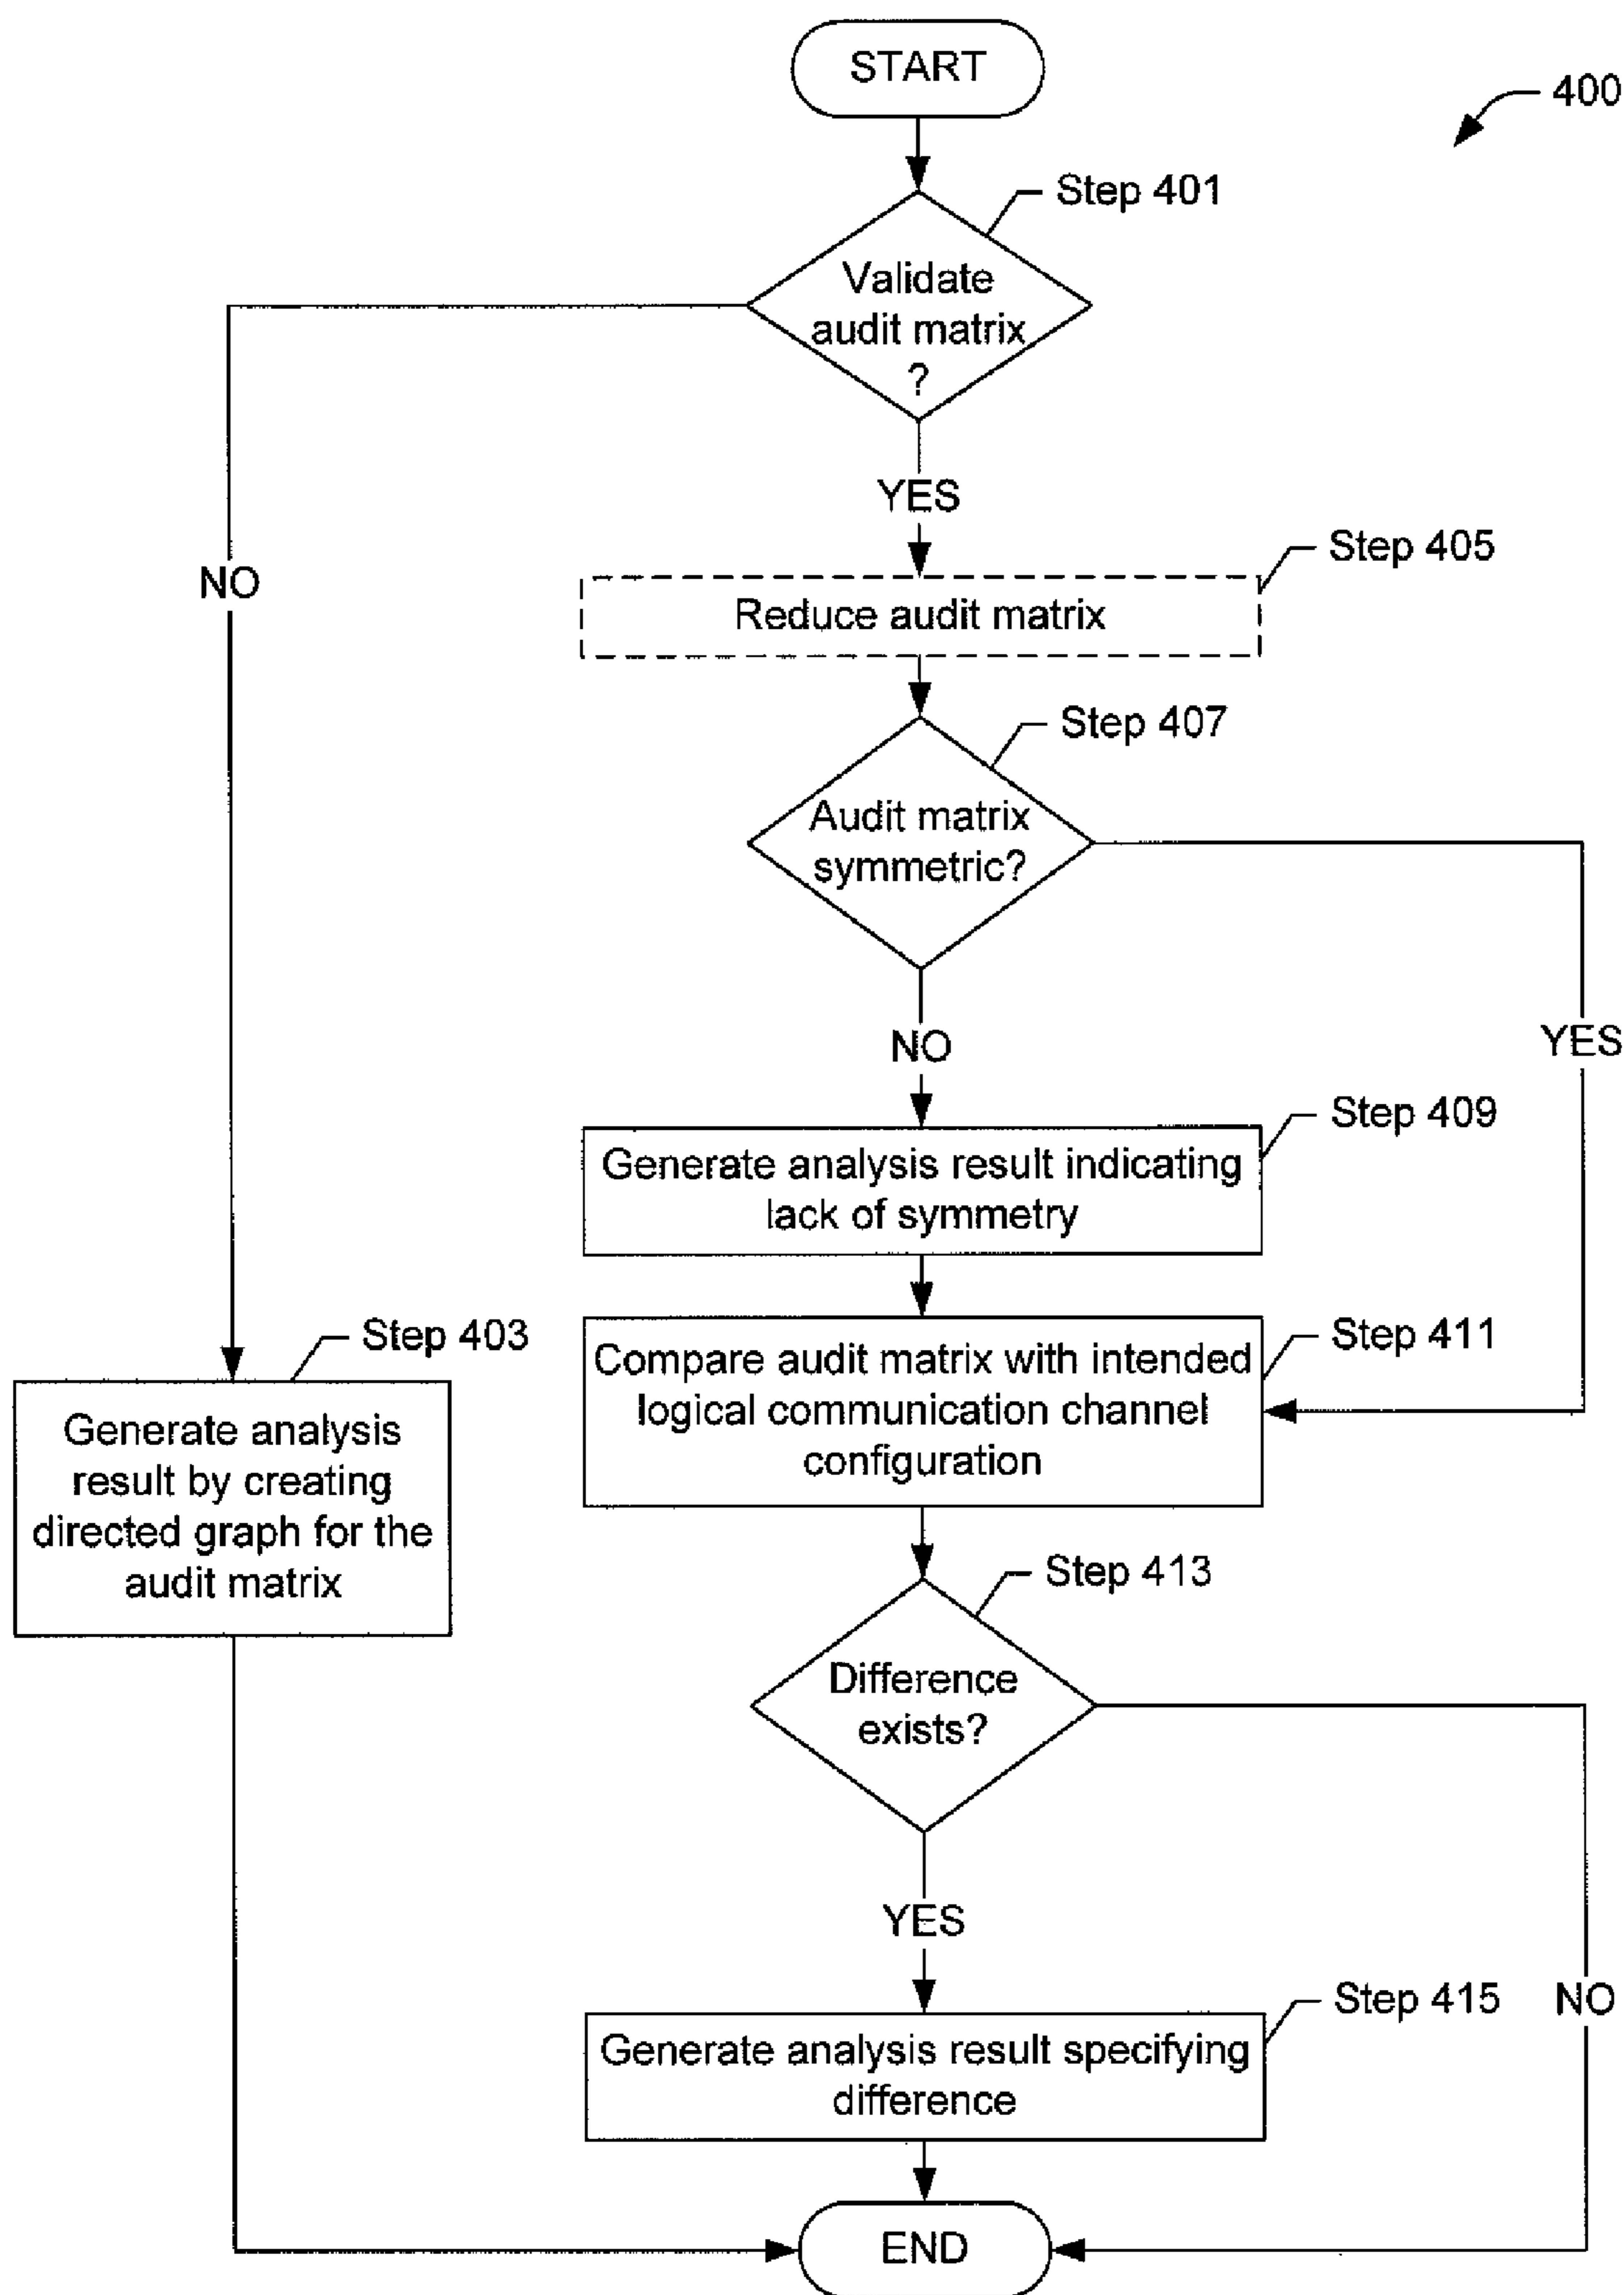 START
400
Step 401
Validate
audit matrix
?
YES
NO
Step 405
Reduce audit matrix
Step 407
Audit matrix
symmetric?
YES
NO
Step 409
Generate analysis result indicating
lack of symmetry
Step 411
Compare audit matrix with intended
logical communication channel
configuration
Step 403
Generate analysis
result by creating
directed graph for the
audit matrix
Step 413
Difference
exists?
YES
NO
Step 415
Generate analysis result specifying
difference
END